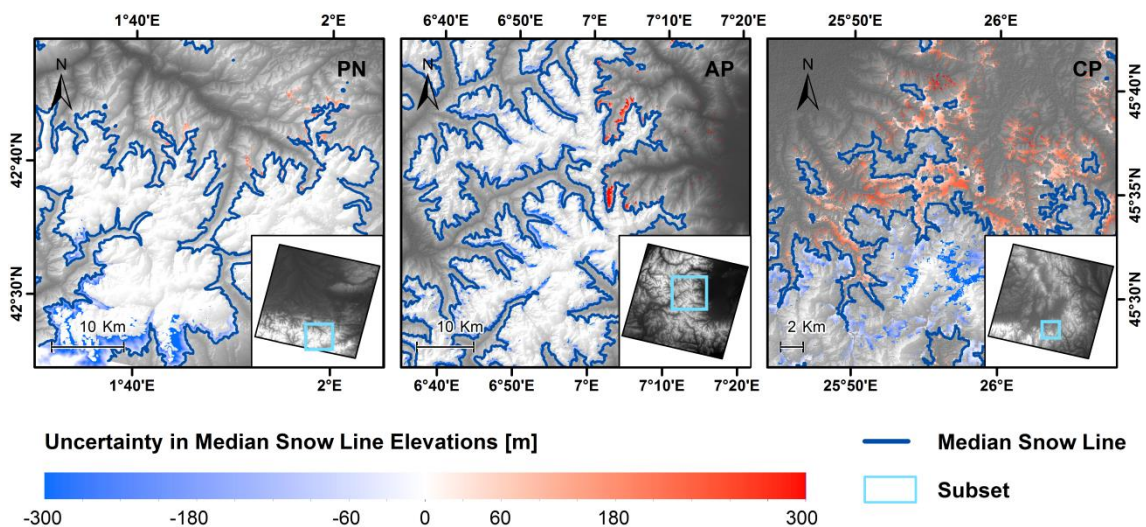 1°40'E 2°E 6°40'E 6°50'E 7°E 7°10'E 7°20'E 25°50'E 26°E
N PN N AP N CP
42°40'N 45°40'N
45°35'N
42°30'N 45°30'N
10 Km 10 Km 2 Km
1°40'E 2°E 6°40'E 6°50'E 7°E 7°10'E 7°20'E 25°50'E 26°E
Uncertainty in Median Snow Line Elevations [m] Median Snow Line
Subset
-300 -180 -60 0 60 180 300